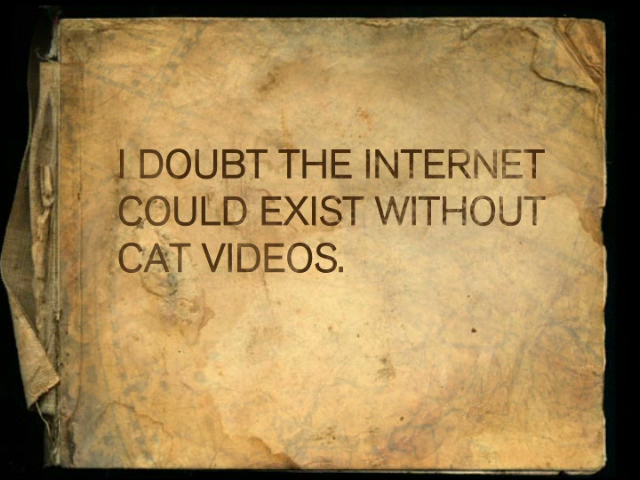 I DOUBT THE INTERNET
COULD EXIST WITHOUT
CAT VIDEOS.